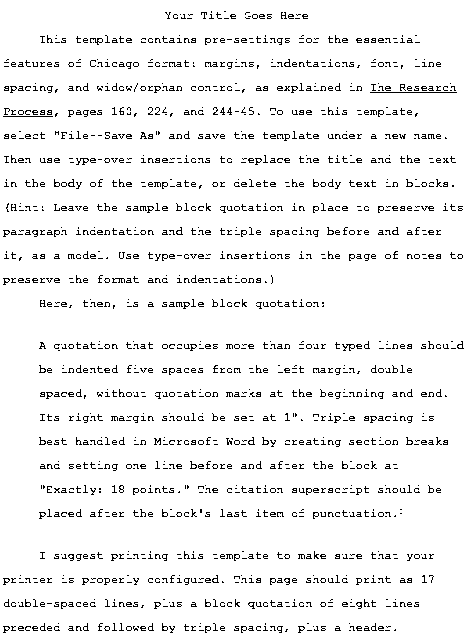 Your Title Goes Here
This template contains pre-settings for the essential
features of Chicago format: margins, indentations, font, line
spacing, and widow/orphan control, as explained in The Research
Process, pages 163, 224, and 244-45. To use this template,
select "File--Save As" and save the template under a new name.
Then use type-over insertions to replace the title and the text
in the body of the template, or delete the body text in blocks.
(Hint: Leave the sample block quotation in place to preserve its
paragraph indentation and the triple spacing before and after
it, as a model. Use type-over insertions in the page of notes to
preserve the format and indentations.)
Here, then, is a sample block quotation:
A quotation that occupies more than four typed lines should
be indented five spaces from the left margin, double
spaced, without quotation marks at the beginning and end.
Its right margin should be set at 1". Triple spacing is
best handled in Microsoft Word by creating section breaks
and setting one line before and after the block at
"Exactly: 18 points." The citation superscript should be
placed after the block's last item of punctuation.
I suggest printing this template to make sure that your
printer is properly configured. This page should print as 17
double-spaced lines, plus a block quotation of eight lines
preceded and followed by triple spacing, plus a header.